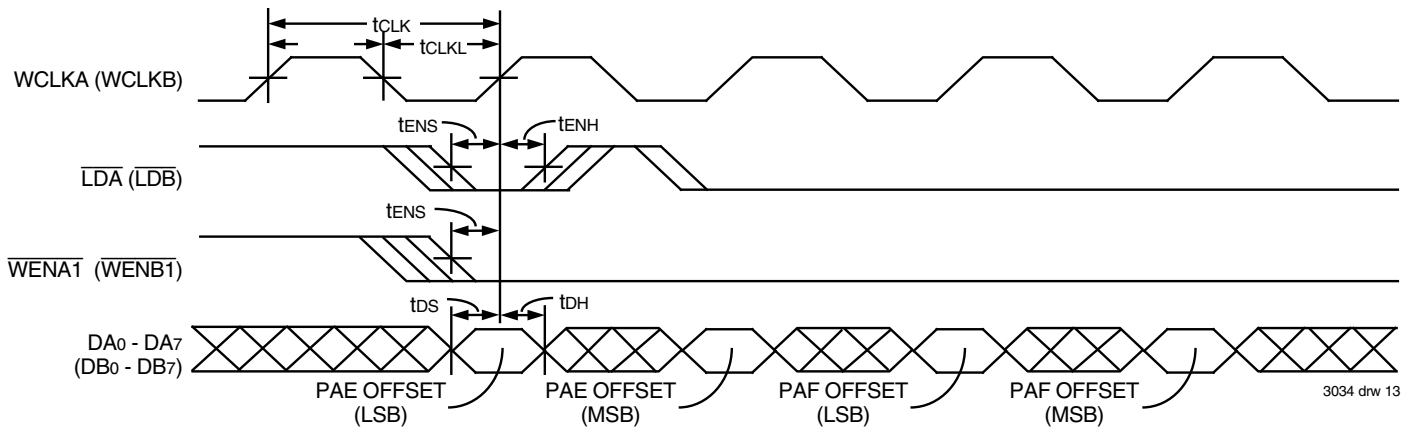 tCLK
tCLKL
WCLKA (WCLKB)
tENS
tENH
LDA (LDB)
tENS
WENA1 (WENB1)
tDS
tDH
DA0 - DA7
(DB0 - DB7)
PAE OFFSET
(LSB)
PAE OFFSET
(MSB)
PAF OFFSET
(LSB)
PAF OFFSET
(MSB)
3034 drw 13